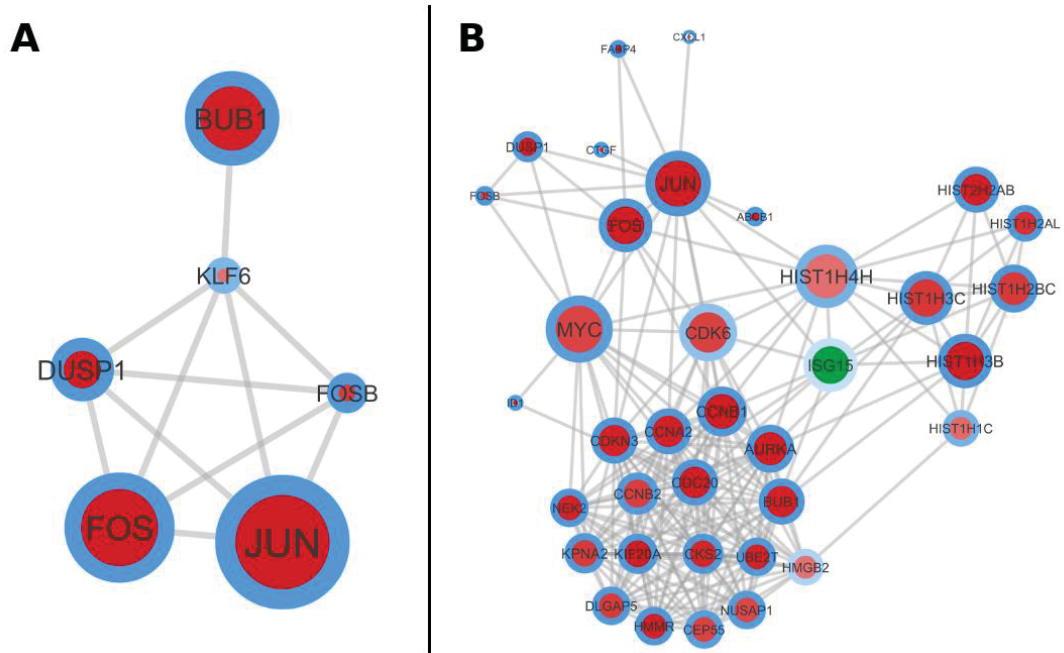 A
BUB1
KLF6
DUSP1
FOSB
FOS
JUN
B
CXCL1
FABP4
DUSP1
CTGF
JUN
FOSB
ABCB1
FOS
HIST2H2AB
HIST1H2AL
HIST1H4H
HIST1H3C
HIST1H2BC
MYC
CDK6
ISG15
HIST1H3B
ID1
HIST1H1C
CCNB1
CDKN3
CCNA2
AURKA
CCNB2
CDC20
NEK2
BUB1
KPNA2
KIF20A
CKS2
UBE2T
HMGB2
DLGAP5
NUSAP1
HMMR
CEP55